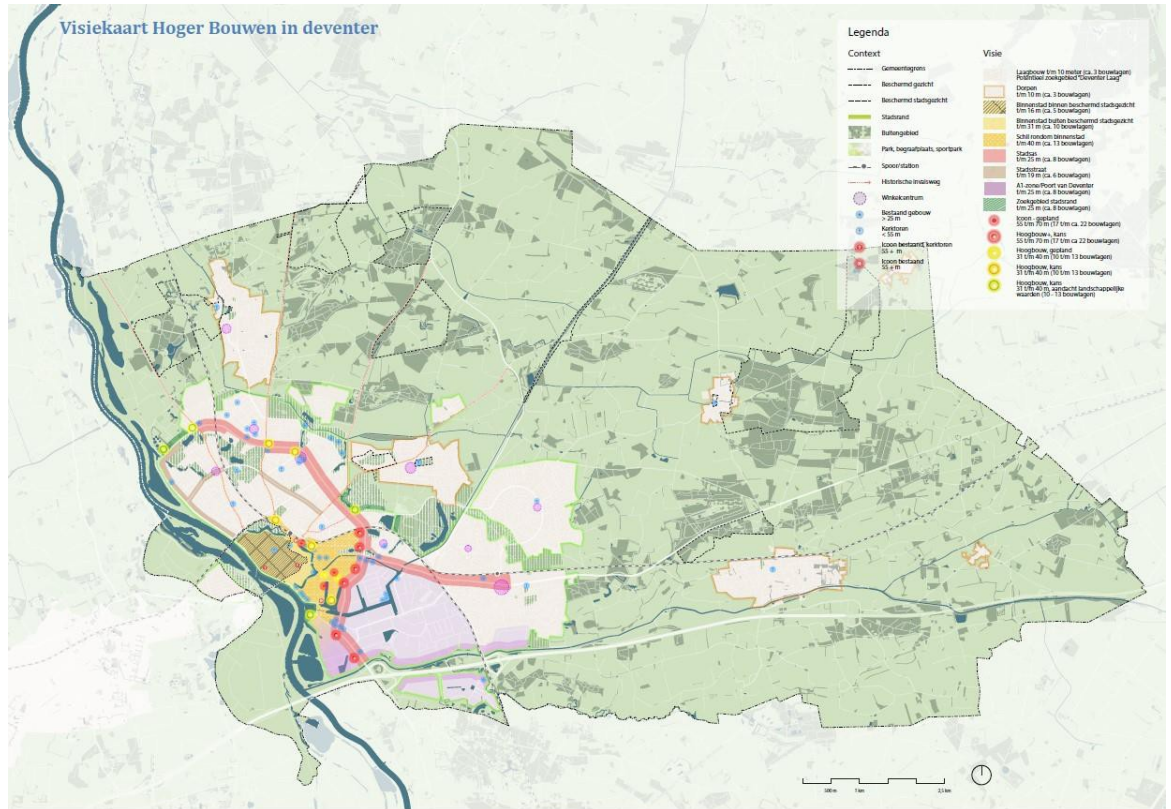 Visiekaart Hoger Bouwen in deventer
Legenda
Context
Gemeentegrens
Beschermd gezicht
Beschermd stadsgezicht
Stadsrand
Buitengebied
Park, begraafplaats, sportpark
Spoor/station
Historische invalsweg
Winkelcentrum
Bestaand gebouw
> 25 m
Kerktoren
< 55 m
Icoon bestaand, kerktoren
55 + m
Icoon bestaand
55 + m
Visie
Laagbouw t/m 10 meter (ca. 3 bouwlagen)
Potentieel zoekgebied "Deventer Laag"
Dorpen
t/m 10 m (ca. 3 bouwlagen)
Binnenstad binnen beschermd stadsgezicht
t/m 16 m (ca. 5 bouwlagen)
Binnenstad buiten beschermd stadsgezicht
t/m 31 m (ca. 10 bouwlagen)
Schil rondom binnenstad
t/m 40 m (ca. 13 bouwlagen)
Stadsas
t/m 25 m (ca. 8 bouwlagen)
Stadsstraat
t/m 19 m (ca. 6 bouwlagen)
A1-zone/Poort van Deventer
t/m 25 m (ca. 8 bouwlagen)
Zoekgebied stadsrand
t/m 25 m (ca. 8 bouwlagen)
Icoon - gepland
55 t/m 70 m (17 t/m ca. 22 bouwlagen)
Hoogbouw+, kans
55 t/m 70 m (17 t/m ca 22 bouwlagen)
Hoogbouw, gepland
31 t/m 40 m (10 t/m 13 bouwlagen)
Hoogbouw, kans
31 t/m 40 m (10 t/m 13 bouwlagen)
Hoogbouw, kans
31 t/m 40 m, aandacht landschappelijke
waarden (10 - 13 bouwlagen)
500 m 1 km 2,5 km